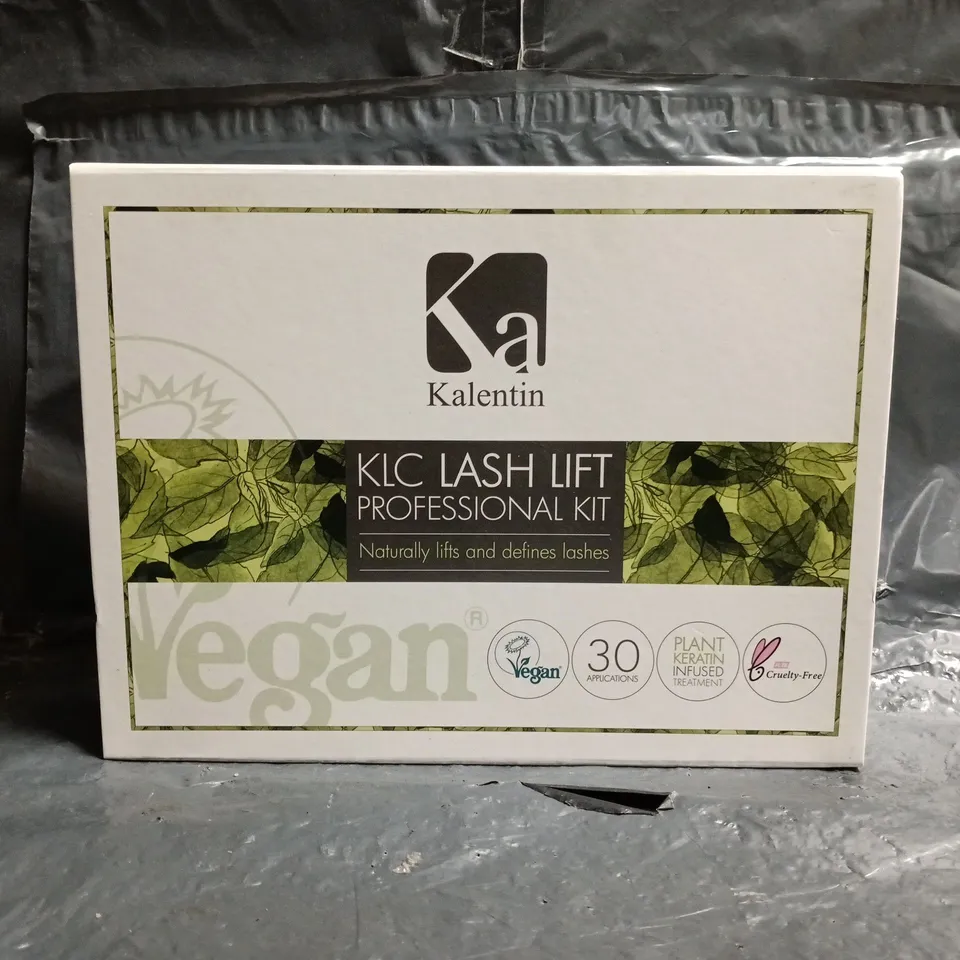 Ka
Kalentin
KLC LASH LIFT
PROFESSIONAL KIT
Naturally lifts and defines lashes
Vegan®
Vegan
30
APPLICATIONS
PLANT
KERATIN
INFUSED
TREATMENT
Cruelty-Free